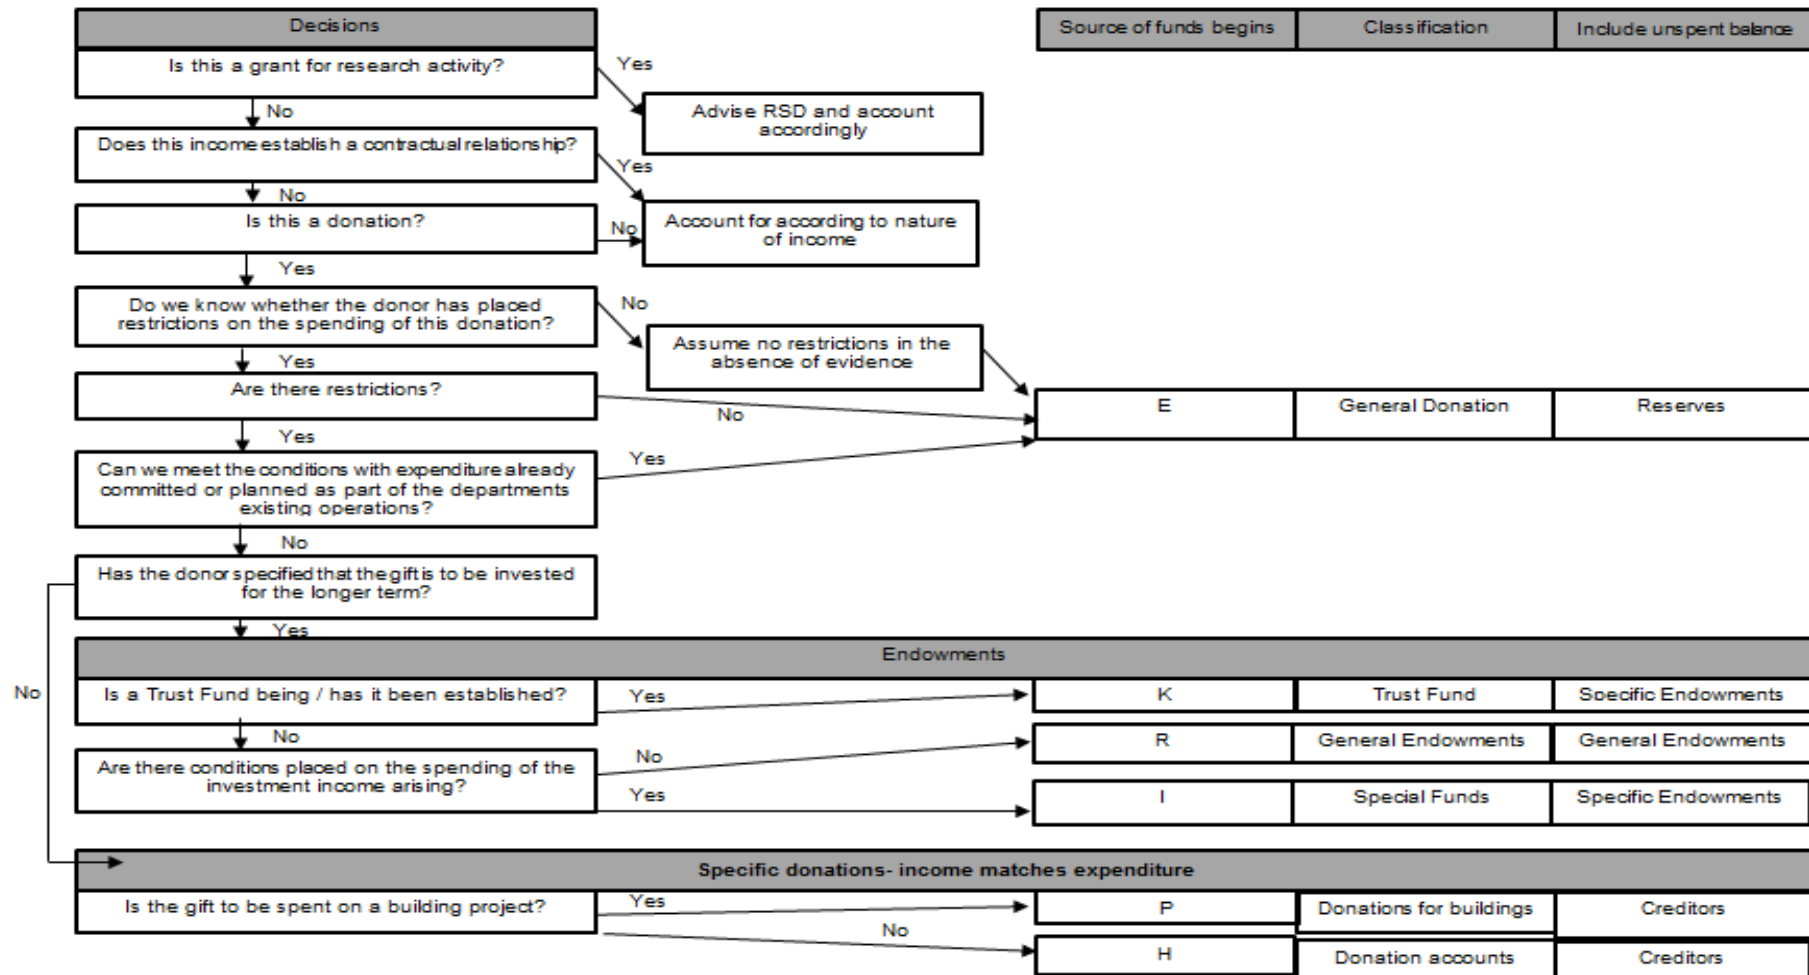 Decisions
Source of funds begins
Classification
Include unspent balance
Is this a grant for research activity?
Yes
Advise RSD and account
accordingly
No
Does this income establish a contractual relationship?
Yes
No
Is this a donation?
No
Account for according to nature
of income
Yes
Do we know whether the donor has placed
restrictions on the spending of this donation?
No
Assume no restrictions in the
absence of evidence
Yes
Are there restrictions?
No
E
General Donation
Reserves
Yes
Can we meet the conditions with expenditure already
committed or planned as part of the departments
existing operations?
Yes
No
Has the donor specified that the gift is to be invested
for the longer term?
Yes
No
Endowments
Is a Trust Fund being / has it been established?
Yes
K
Trust Fund
Specific Endowments
No
R
General Endowments
General Endowments
Are there conditions placed on the spending of the
investment income arising?
No
Yes
I
Special Funds
Specific Endowments
Specific donations- income matches expenditure
Is the gift to be spent on a building project?
Yes
P
Donations for buildings
Creditors
No
H
Donation accounts
Creditors